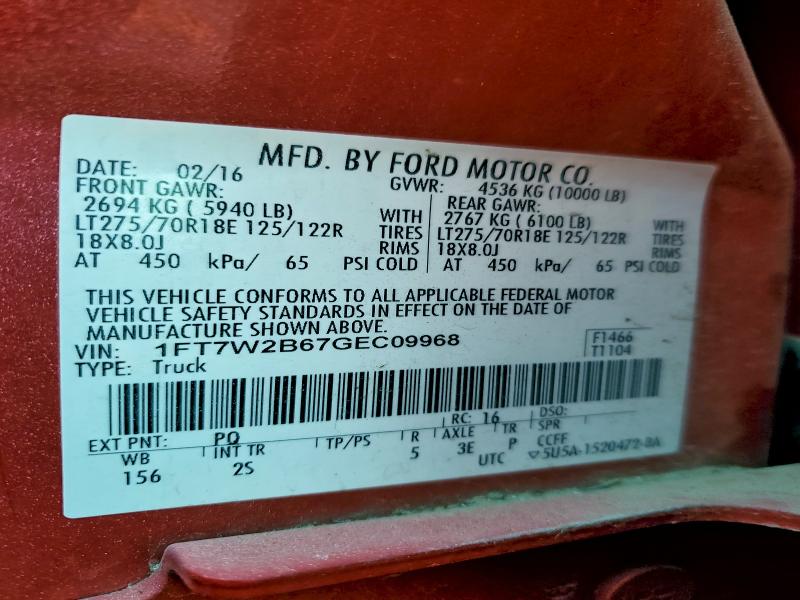 MFD. BY FORD MOTOR CO.
DATE: 02/16 GVWR: 4536 KG (10000 LB)
FRONT GAWR: REAR GAWR:
2694 KG ( 5940 LB) WITH 2767 KG ( 6100 LB) WITH
LT275/70R18E 125/122R TIRES LT275/70R18E 125/122R TIRES
18X8.0J RIMS 18X8.0J RIMS
AT 450 kPa/ 65 PSI COLD AT 450 kPa/ 65 PSI COLD
THIS VEHICLE CONFORMS TO ALL APPLICABLE FEDERAL MOTOR
VEHICLE SAFETY STANDARDS IN EFFECT ON THE DATE OF
MANUFACTURE SHOWN ABOVE.
VIN: 1FT7W2B67GEC09968 F1466
TYPE: Truck T1104
EXT PNT: PQ RC: 16 DSO:
WB INT TR TP/PS R AXLE TR SPR
156 2S 5 3E P CCFF
UTC 5U5A-1520472-BA